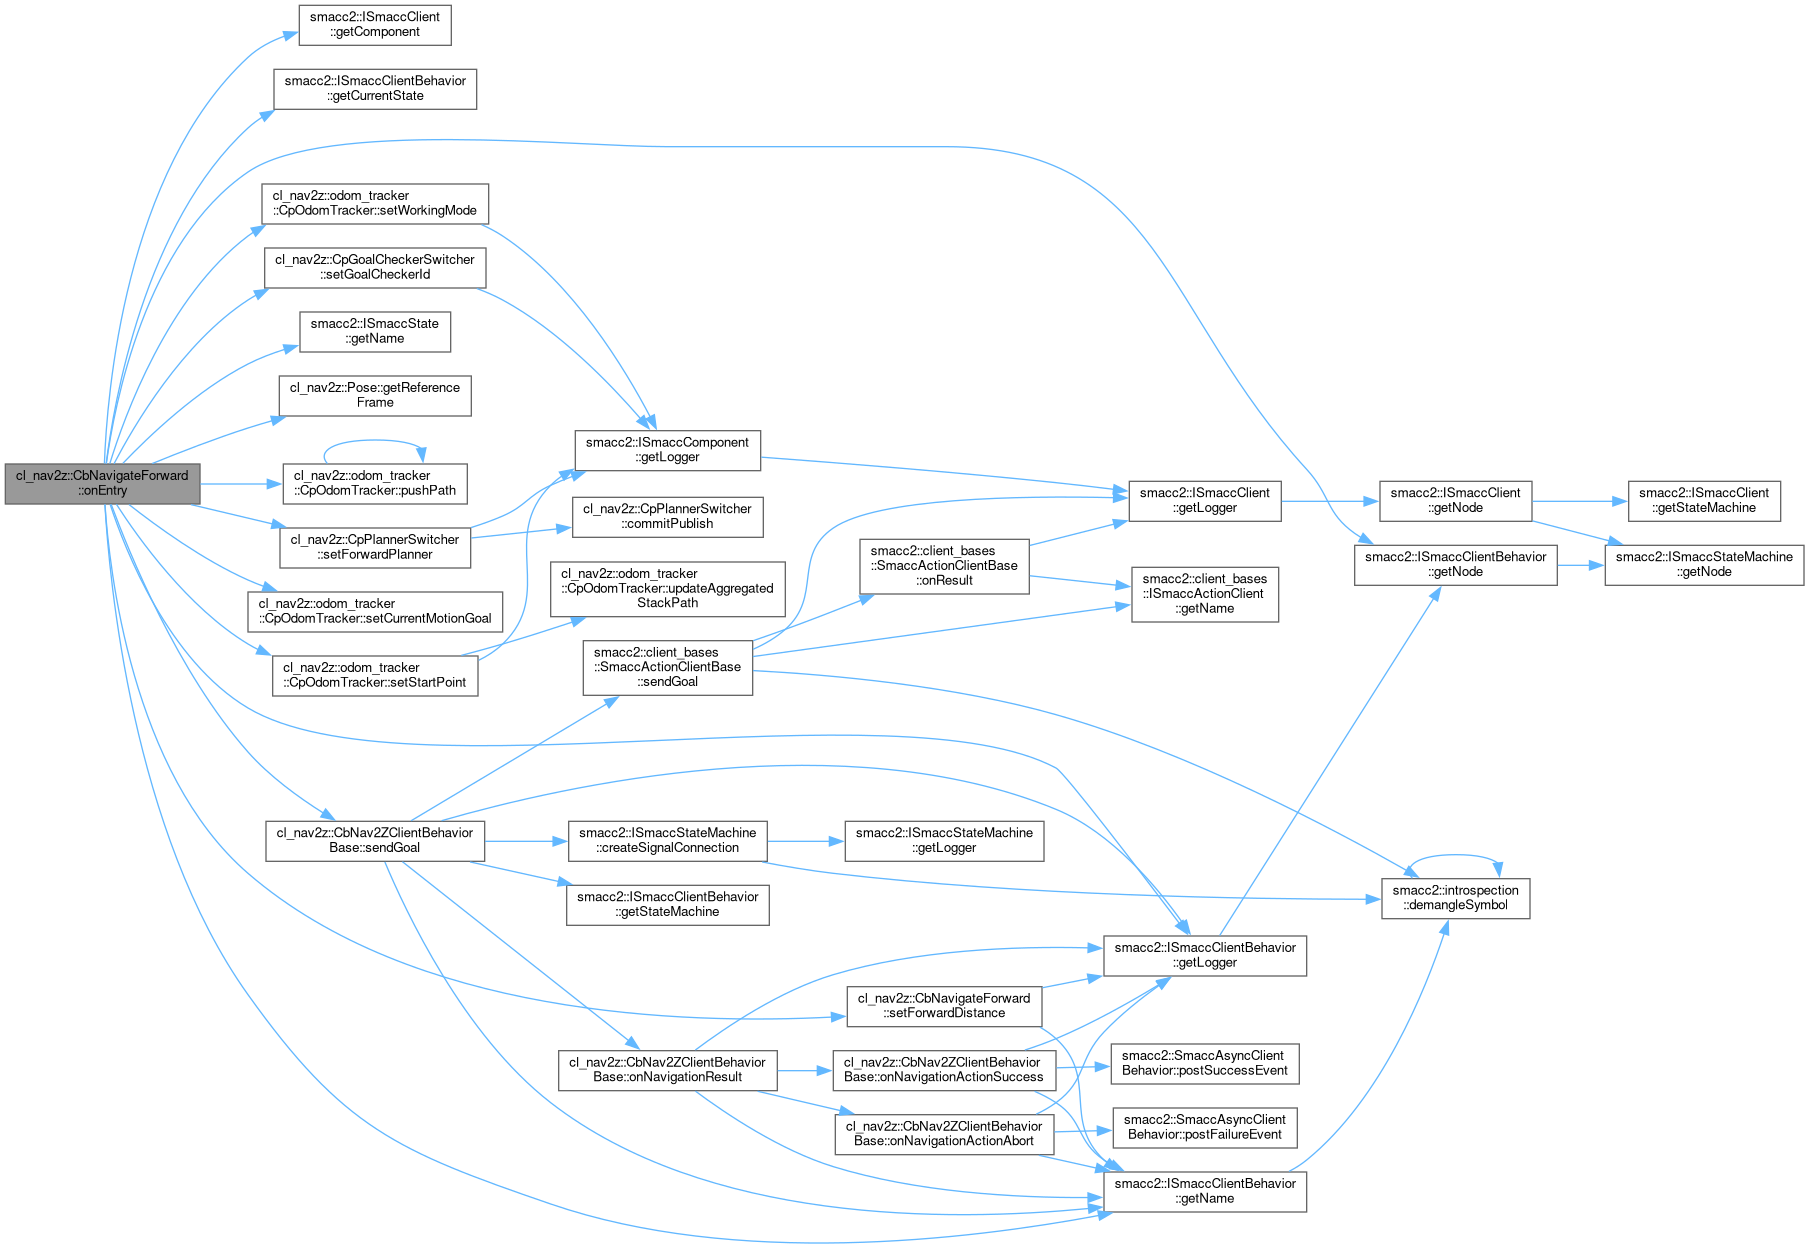 smacc2::ISmaccClient
::getComponent
smacc2::ISmaccClientBehavior
::getCurrentState
cl_nav2z::odom_tracker
::CpOdomTracker::setWorkingMode
cl_nav2z::CpGoalCheckerSwitcher
::setGoalCheckerId
smacc2::ISmaccState
::getName
cl_nav2z::Pose::getReference
Frame
cl_nav2z::CbNavigateForward
::onEntry
cl_nav2z::odom_tracker
::CpOdomTracker::pushPath
cl_nav2z::CpPlannerSwitcher
::setForwardPlanner
cl_nav2z::odom_tracker
::CpOdomTracker::setCurrentMotionGoal
cl_nav2z::odom_tracker
::CpOdomTracker::setStartPoint
cl_nav2z::CbNav2ZClientBehavior
Base::sendGoal
smacc2::ISmaccComponent
::getLogger
cl_nav2z::CpPlannerSwitcher
::commitPublish
cl_nav2z::odom_tracker
::CpOdomTracker::updateAggregated
StackPath
smacc2::client_bases
::SmaccActionClientBase
::sendGoal
smacc2::ISmaccStateMachine
::createSignalConnection
smacc2::ISmaccClientBehavior
::getStateMachine
cl_nav2z::CbNav2ZClientBehavior
Base::onNavigationResult
smacc2::client_bases
::SmaccActionClientBase
::onResult
smacc2::ISmaccStateMachine
::getLogger
cl_nav2z::CbNavigateForward
::setForwardDistance
cl_nav2z::CbNav2ZClientBehavior
Base::onNavigationActionSuccess
cl_nav2z::CbNav2ZClientBehavior
Base::onNavigationActionAbort
smacc2::ISmaccClient
::getLogger
smacc2::client_bases
::ISmaccActionClient
::getName
smacc2::ISmaccClientBehavior
::getLogger
smacc2::SmaccAsyncClient
Behavior::postSuccessEvent
smacc2::SmaccAsyncClient
Behavior::postFailureEvent
smacc2::ISmaccClientBehavior
::getName
smacc2::ISmaccClient
::getNode
smacc2::ISmaccClientBehavior
::getNode
smacc2::introspection
::demangleSymbol
smacc2::ISmaccClient
::getStateMachine
smacc2::ISmaccStateMachine
::getNode